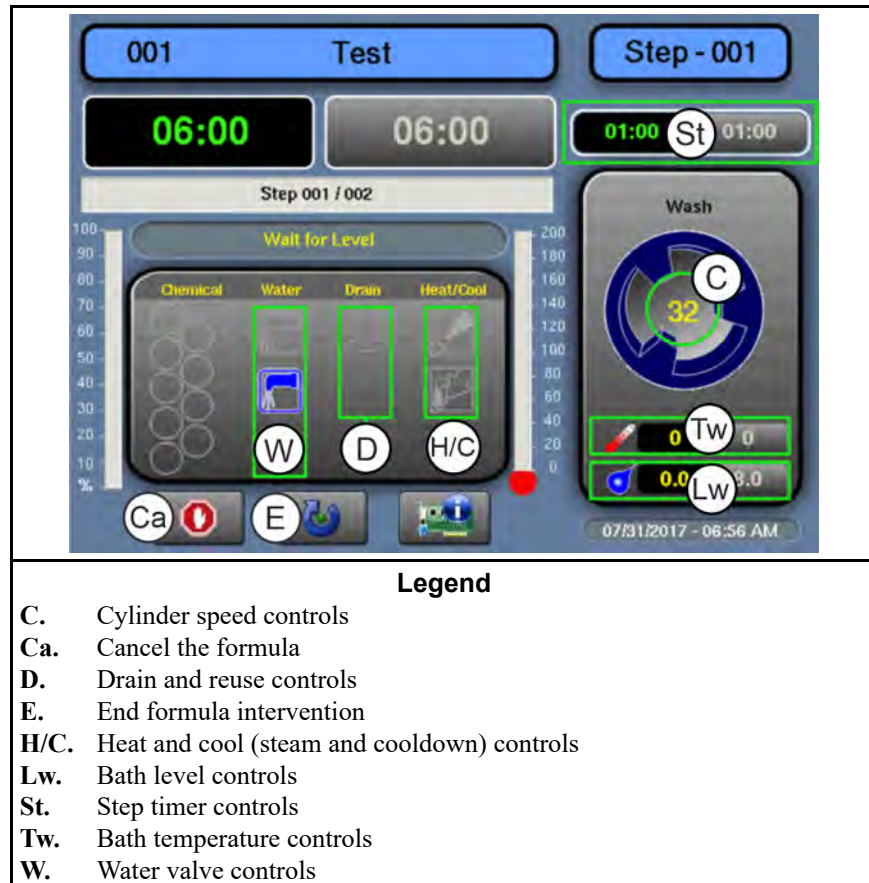 001 Test
Step - 001
06:00
06:00
01:00 St 01:00
Step 001 / 002
Wash
Wait for Level
100
90
80
70
60
50
40
30
20
10
%
200
180
160
140
120
100
80
60
40
20
0
Chemical Water Drain Heat/Cool
W D H/C
C
32
0 Tw 0
0.0 Lw .0
Ca E i
07/31/2017 - 06:56 AM
Legend
C. Cylinder speed controls
Ca. Cancel the formula
D. Drain and reuse controls
E. End formula intervention
H/C. Heat and cool (steam and cooldown) controls
Lw. Bath level controls
St. Step timer controls
Tw. Bath temperature controls
W. Water valve controls